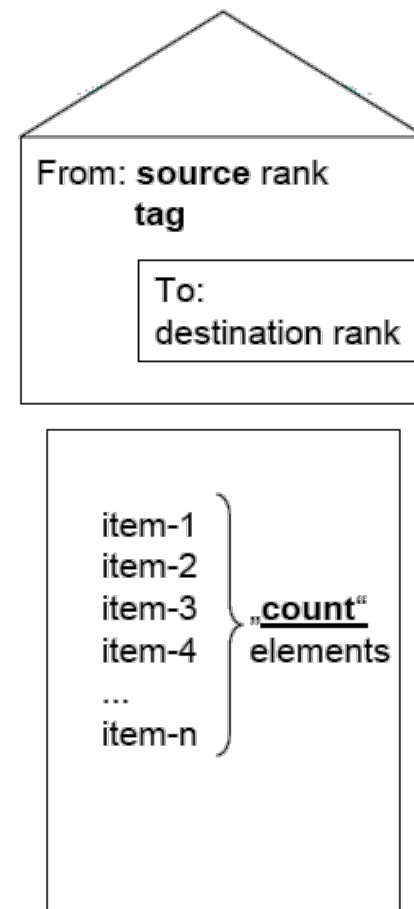 From: source rank
tag
To:
destination rank
item-1
item-2
item-3
item-4
...
item-n
„count“
elements